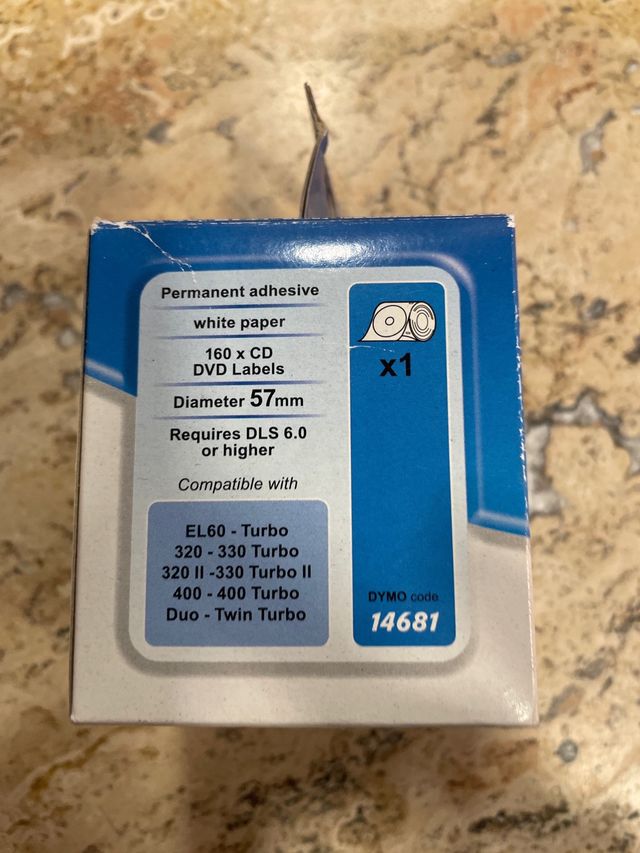 Permanent adhesive
white paper
160 x CD
DVD Labels
Diameter 57mm
Requires DLS 6.0
or higher
Compatible with
EL60 - Turbo
320 - 330 Turbo
320 II -330 Turbo II
400 - 400 Turbo
Duo - Twin Turbo
x1
DYMO code
14681